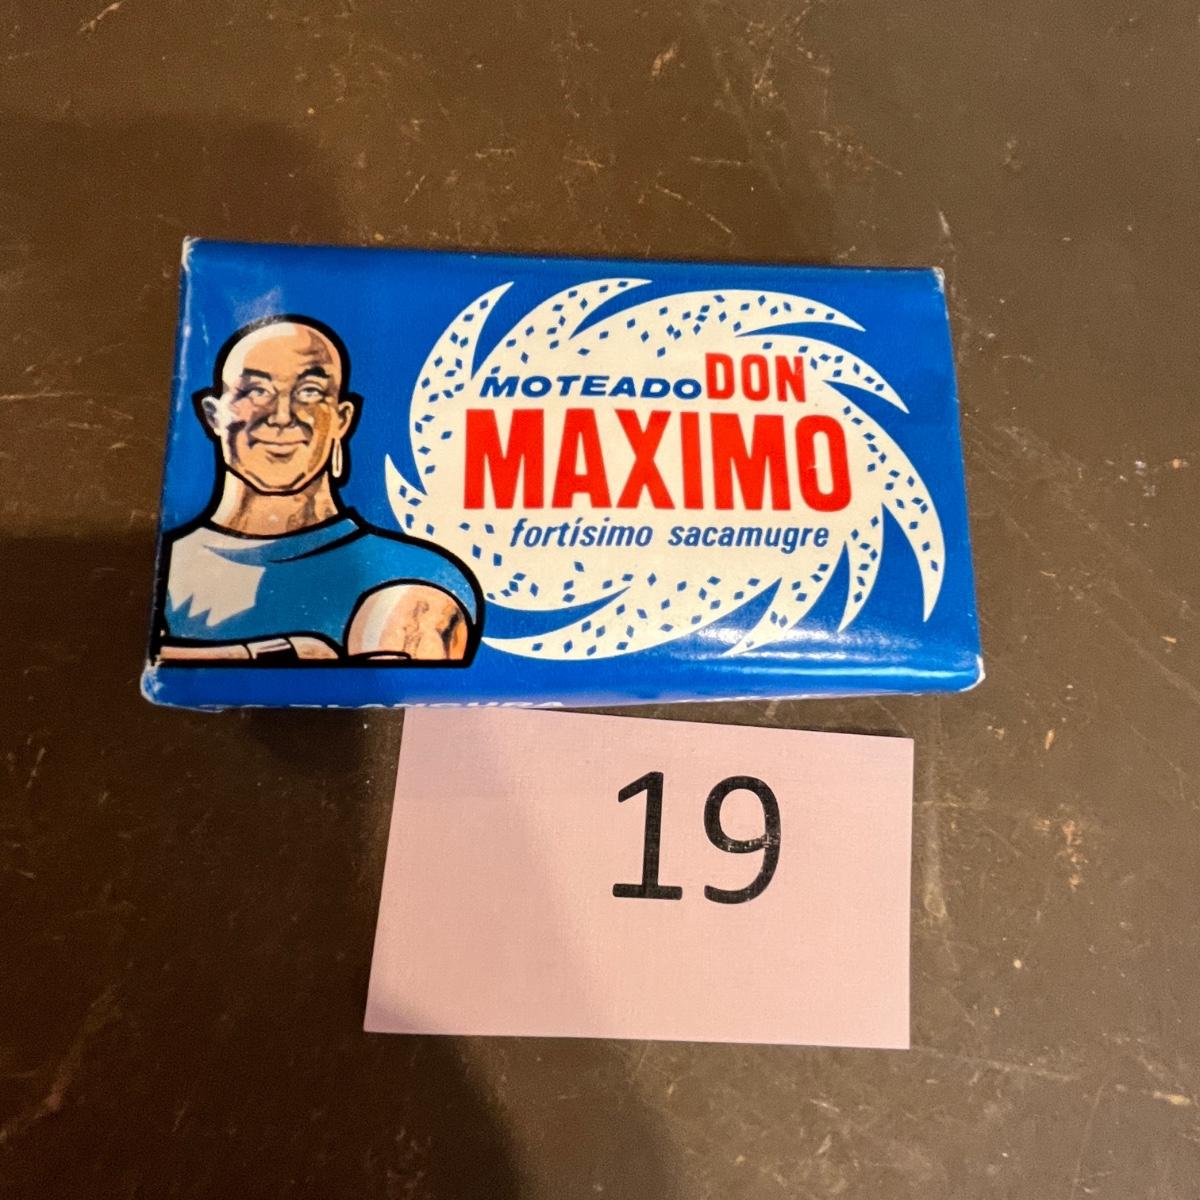 MOTEADO DON
MAXIMO
fortísimo sacamugre
19